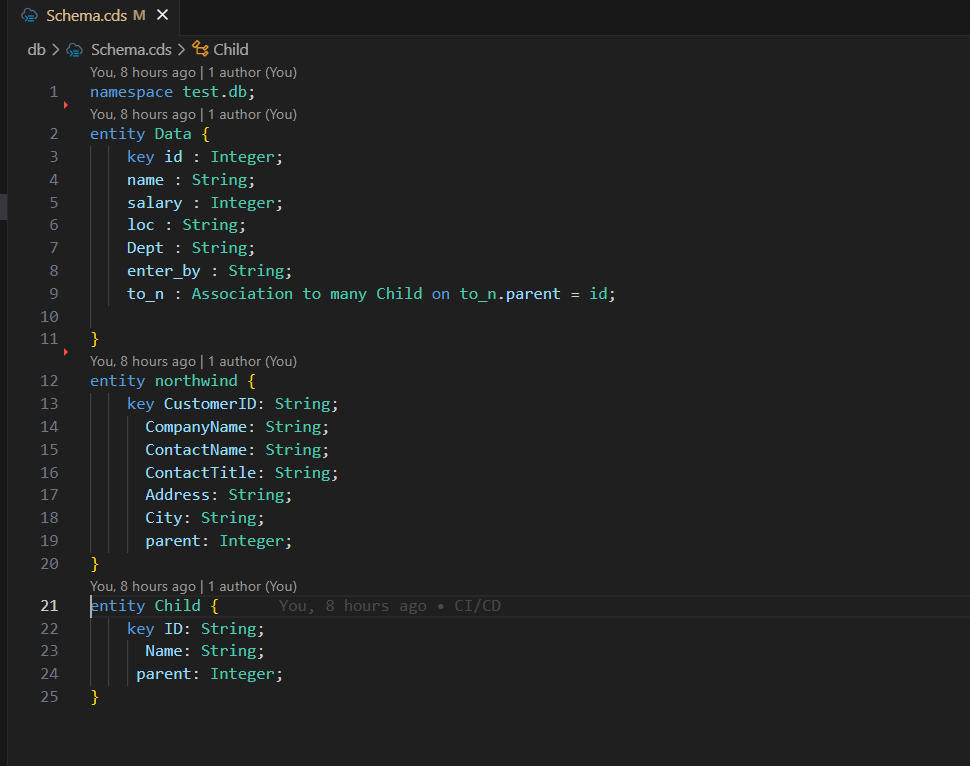 Schema.cds M
db > Schema.cds > Child
You, 8 hours ago | 1 author (You)
1 namespace test.db;
You, 8 hours ago | 1 author (You)
2 entity Data {
3 key id : Integer;
4 name : String;
5 salary : Integer;
6 loc : String;
7 Dept : String;
8 enter_by : String;
9 to_n : Association to many Child on to_n.parent = id;
10
11 }
You, 8 hours ago | 1 author (You)
12 entity northwind {
13 key CustomerID: String;
14 CompanyName: String;
15 ContactName: String;
16 ContactTitle: String;
17 Address: String;
18 City: String;
19 parent: Integer;
20 }
You, 8 hours ago | 1 author (You)
21 entity Child { You, 8 hours ago • CI/CD
22 key ID: String;
23 Name: String;
24 parent: Integer;
25 }